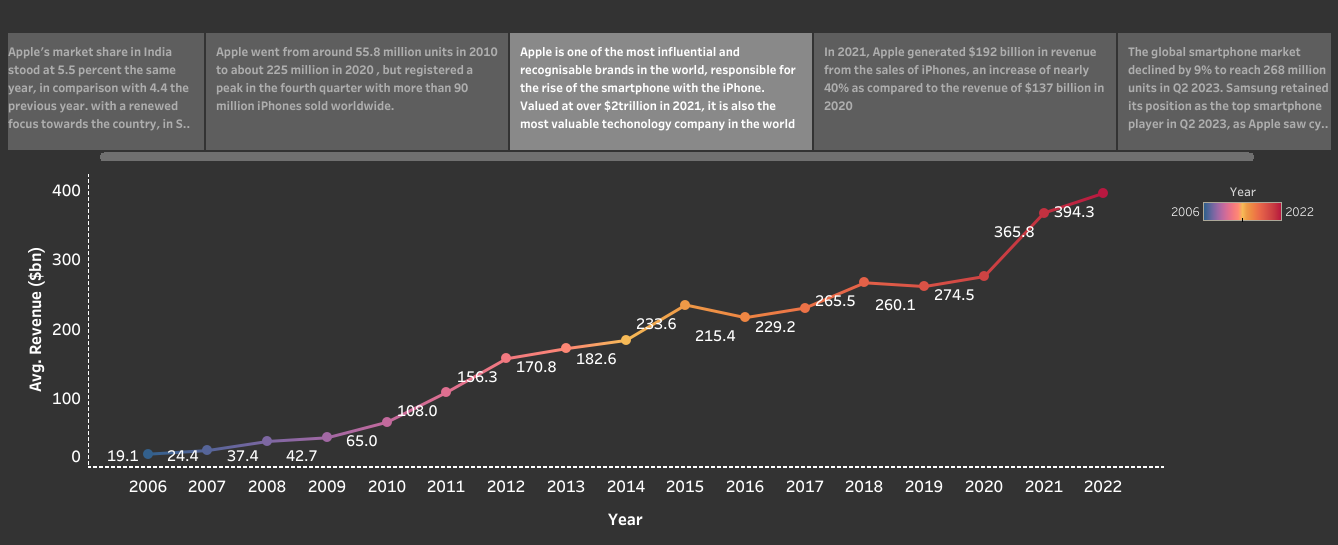 Apple's market share in India
stood at 5.5 percent the same
year, in comparison with 4.4 the
previous year. with a renewed
focus towards the country, in S..
Apple went from around 55.8 million units in 2010
to about 225 million in 2020 , but registered a
peak in the fourth quarter with more than 90
million iPhones sold worldwide.
Apple is one of the most influential and
recognisable brands in the world, responsible for
the rise of the smartphone with the iPhone.
Valued at over $2trillion in 2021, it is also the
most valuable techonology company in the world
In 2021, Apple generated $192 billion in revenue
from the sales of iPhones, an increase of nearly
40% as compared to the revenue of $137 billion in
2020
The global smartphone market
declined by 9% to reach 268 million
units in Q2 2023. Samsung retained
its position as the top smartphone
player in Q2 2023, as Apple saw cy..
Year
2006 2022
Avg. Revenue ($bn)
400
300
200
100
0
19.1
24.4
37.4
42.7
65.0
108.0
156.3
170.8
182.6
233.6
215.4
229.2
265.5
260.1
274.5
365.8
394.3
2006 2007 2008 2009 2010 2011 2012 2013 2014 2015 2016 2017 2018 2019 2020 2021 2022
Year